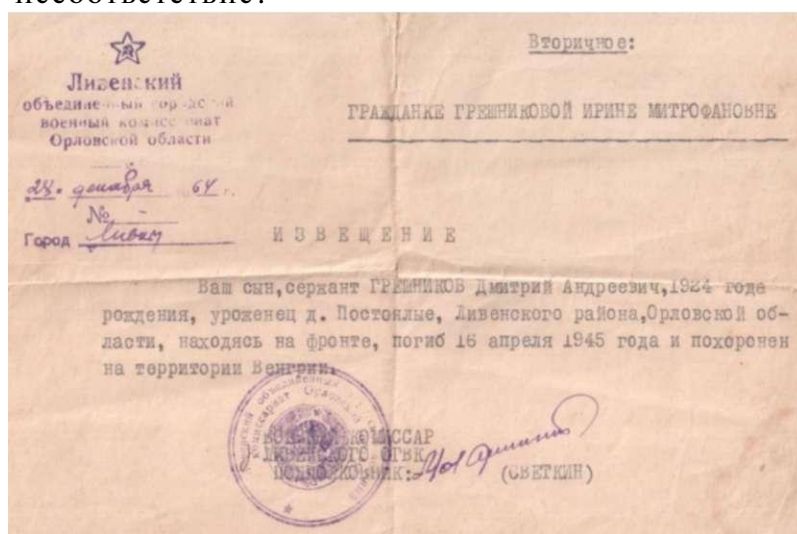 несоответствие:
Вторичное:
Ливенский
объединенный городской
военный комиссариат
Орловской области
ГРАЖДАНКЕ ГРЕШНИКОВОЙ ИРИНЕ МИТРОФАНОВНЕ
24. декабря 64 г.
№ -
Город Ливны
ИЗВЕЩЕНИЕ
Ваш сын,сержант ГРЕШНИКОВ Дмитрий Андреевич,1924 года
рождения, уроженец д. Постоялые, Ливенского района,Орловской об-
ласти, находясь на фронте, погиб 16 апреля 1945 года и похоронен
на территории Венгрии.
ВОЕННЫЙ КОМИССАР
ЛИВЕНСКОГО ОГВК
ПОДПОЛКОВНИК:
(СВЕТКИН)